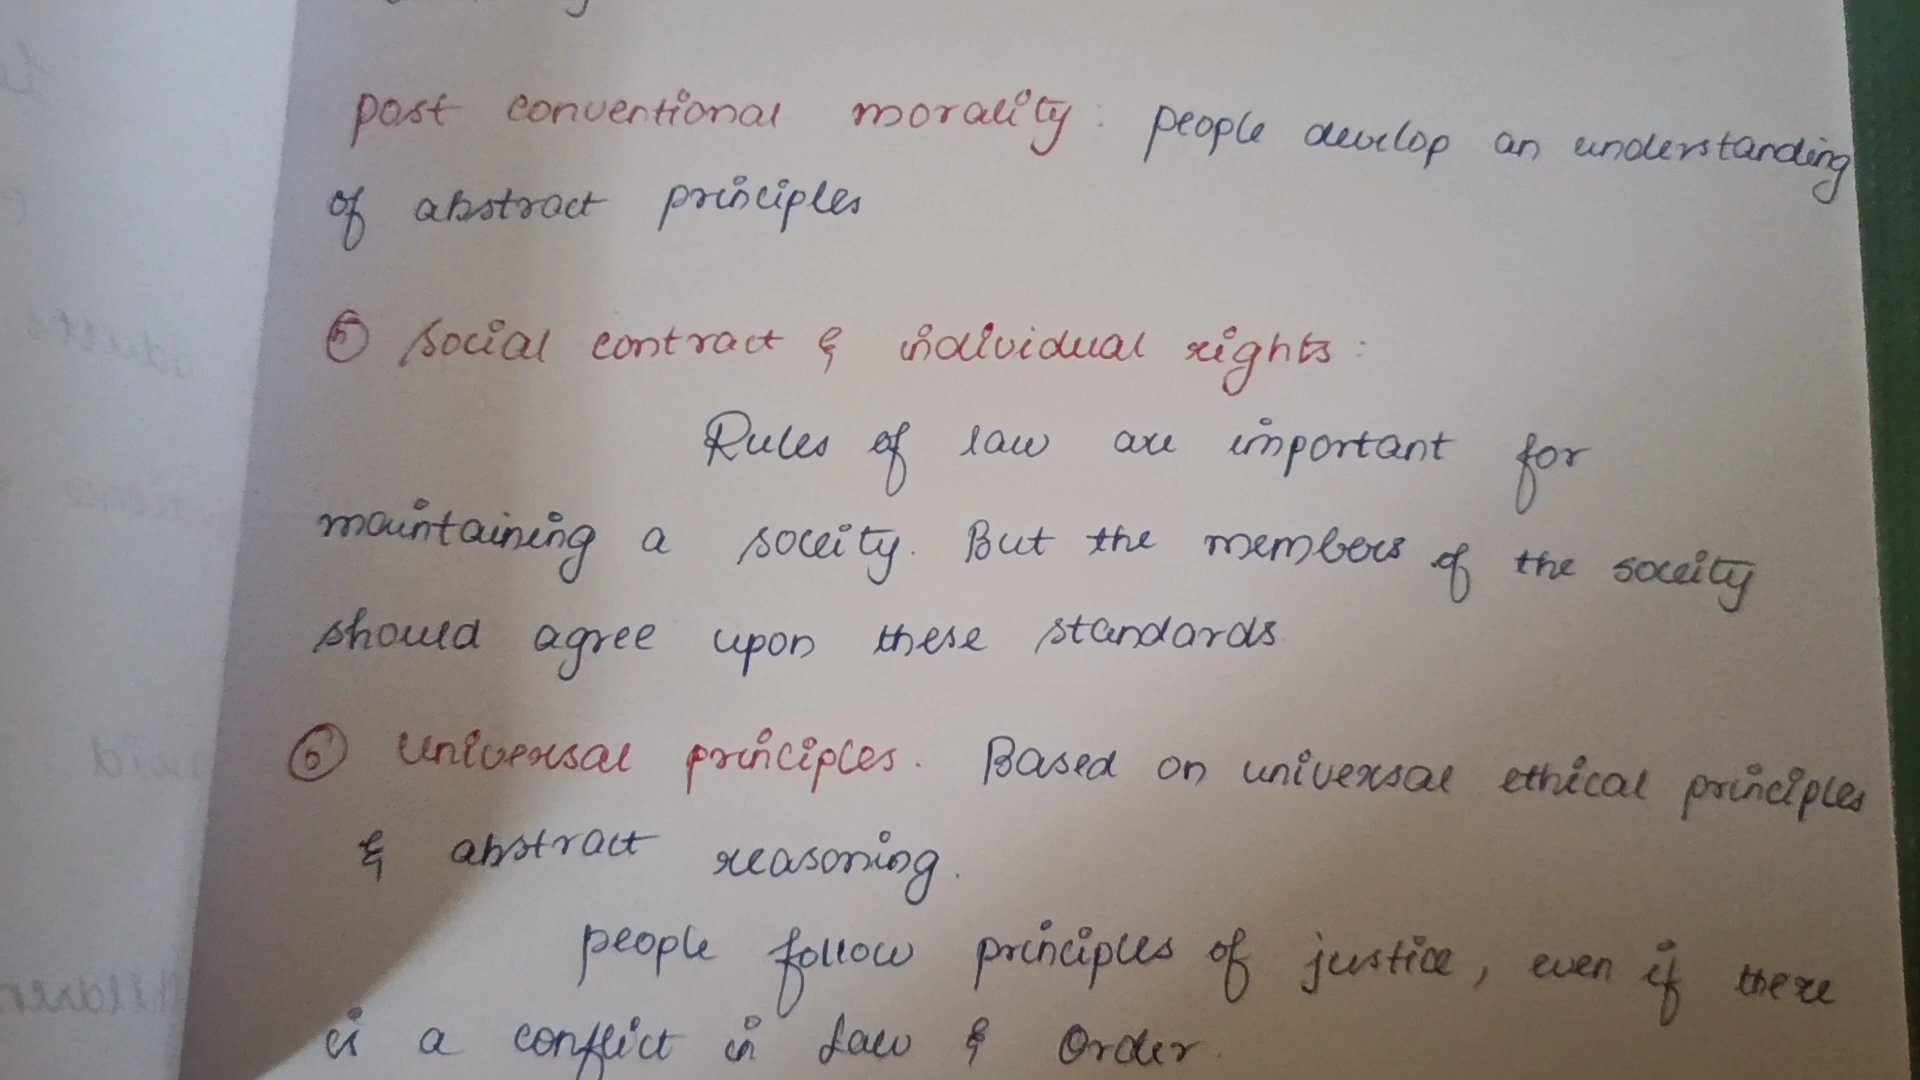 post conventional morality: people develop an understanding
of abstract principles
⑤ social contract & individual rights:
Rules of law are important for
maintaining a soceity. But the members of the soceity
should agree upon these standards.
⑥ universal principles. Based on universal ethical principles
& abstract reasoning.
people follow principles of justice, even if there
is a conflict in law & order.